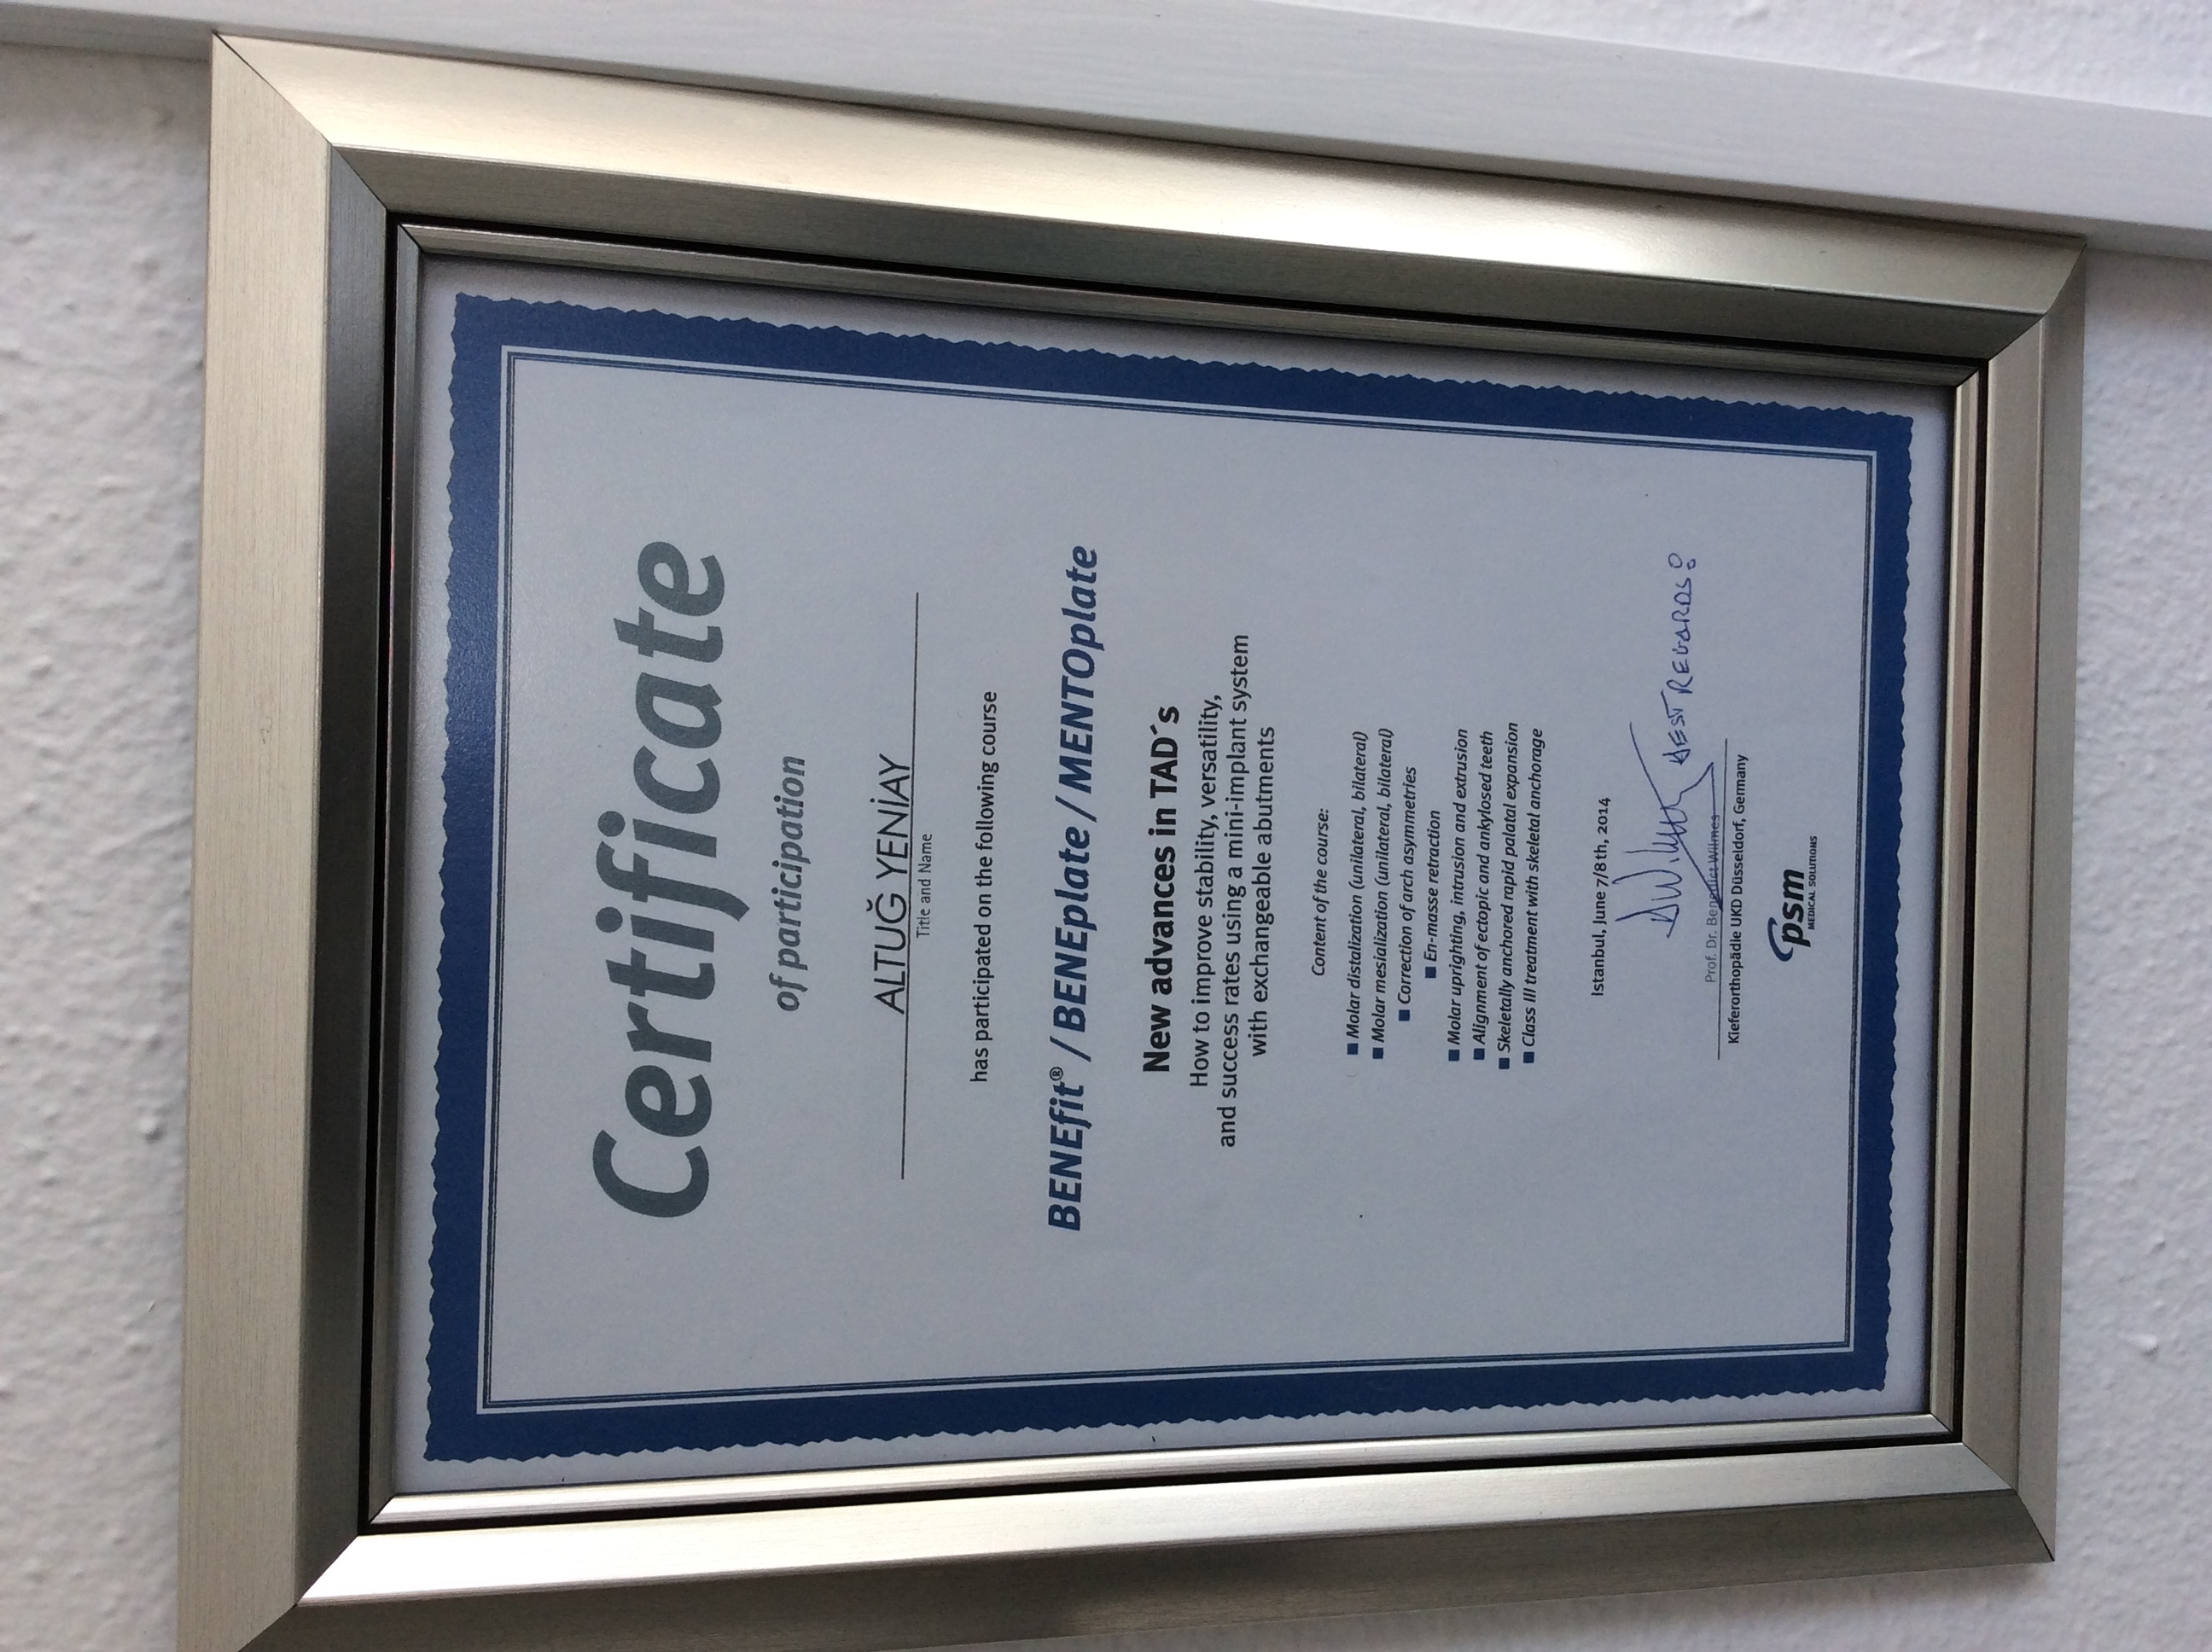 Certificate
of participation
ALTUĞ YENİAY
Title and Name
has participated on the following course
BENEfit® / BENEplate / MENTOplate
New advances in TAD´s
How to improve stability, versatility,
and success rates using a mini-implant system
with exchangeable abutments
Content of the course:
■ Molar distalization (unilateral, bilateral)
■ Molar mesialization (unilateral, bilateral)
■ Correction of arch asymmetries
■ En-masse retraction
■ Molar uprighting, intrusion and extrusion
■ Alignment of ectopic and ankylosed teeth
■ Skeletally anchored rapid palatal expansion
■ Class III treatment with skeletal anchorage
Istanbul, June 7/8th, 2014
BEST REGARDS!
Prof. Dr. Benedict Wilmes
Kieferorthopädie UKD Düsseldorf, Germany
psm
MEDICAL SOLUTIONS